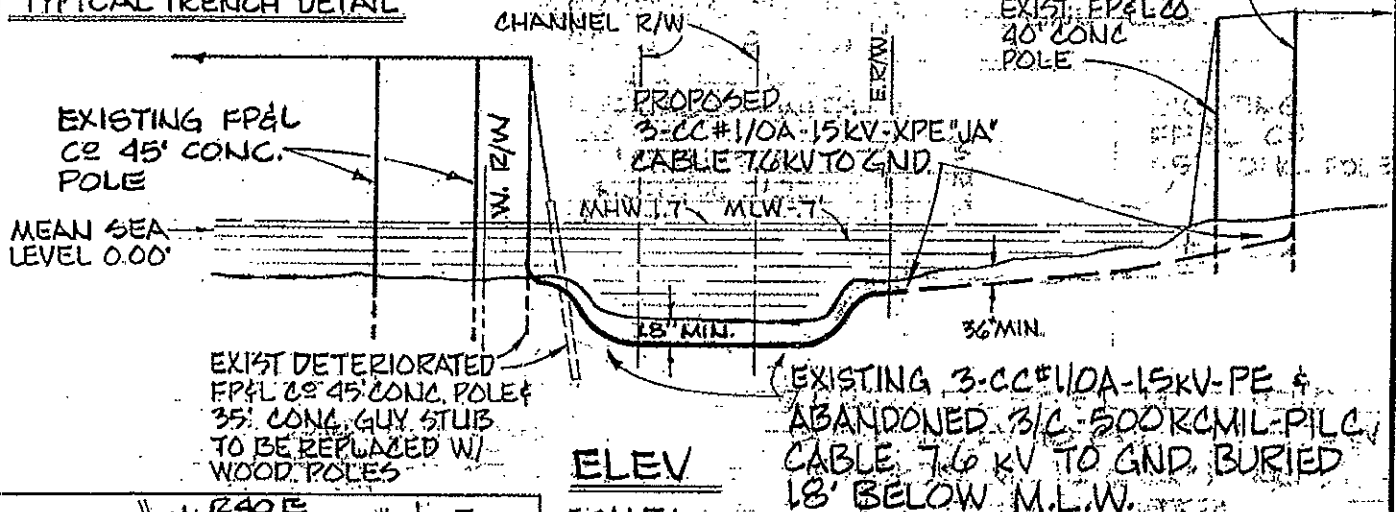 TYPICAL TRENCH DETAIL
CHANNEL R/W
EXIST. FP&L CO
40' CONC
POLE
E.R/W
PROPOSED
3-CC#1/0A-15KV-XPE"JA"
CABLE 7.6KV TO GND.
EXISTING FP&L
Cº 45' CONC.
POLE
W. R/W
MEAN SEA
LEVEL 0.00'
MHW 1.7' MLW-.7'
18" MIN.
36"MIN.
EXIST DETERIORATED
FP&L Cº 45' CONC. POLE &
35' CONC. GUY STUB
TO BE REPLACED W/
WOOD POLES
EXISTING 3-CC#1/0A-15KV-PE &
ABANDONED 3/C-500KCMIL-PILC,
CABLE 7.6 KV TO GND. BURIED
18' BELOW M.L.W.
ELEV
R40E